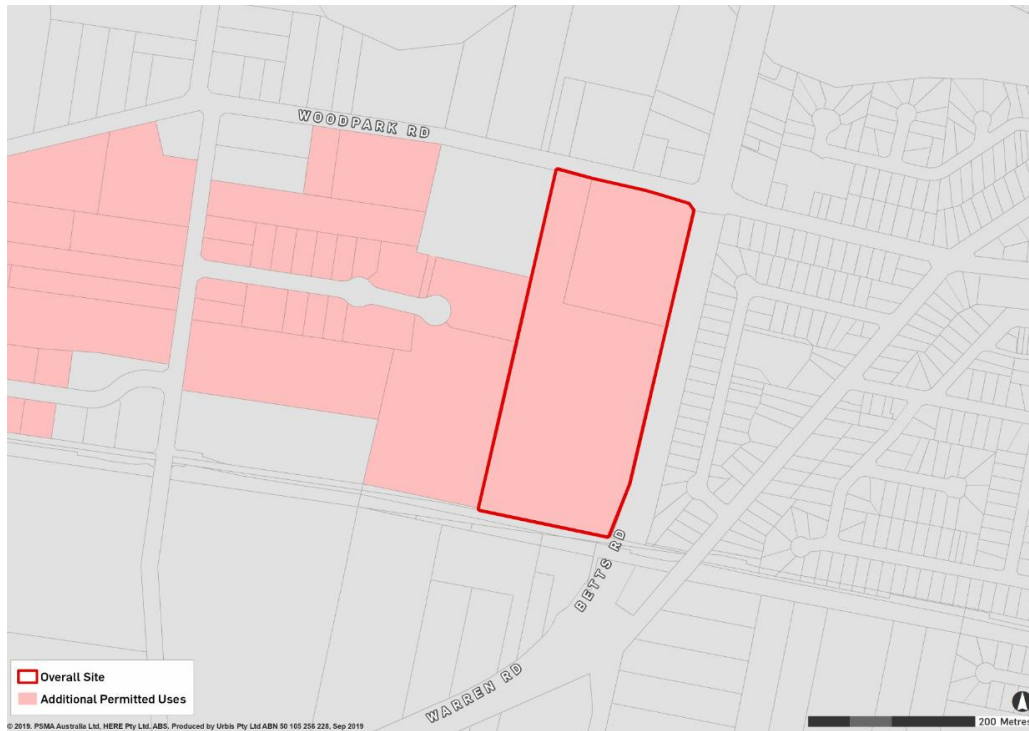 WOODPARK RD
BETTS RD
WARREN RD
Overall Site
Additional Permitted Uses
200 Metres
© 2019. PSMA Australia Ltd, HERE Pty Ltd. ABS. Produced by Urbis Pty Ltd ABN 50 105 256 228, Sep 2019